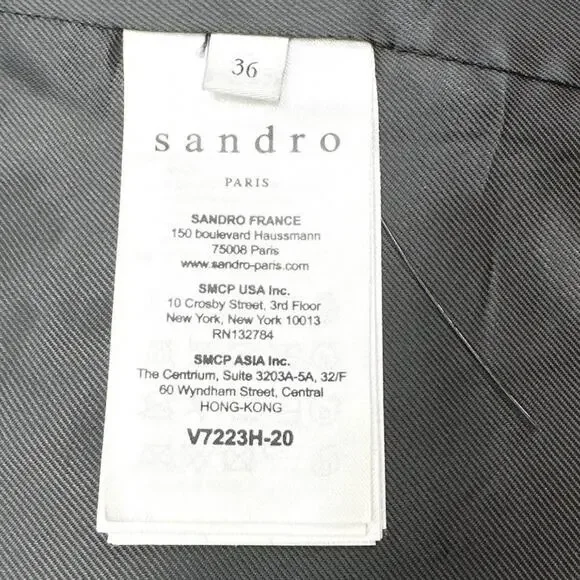 36
sandro
PARIS
SANDRO FRANCE
150 boulevard Haussmann
75008 Paris
www.sandro-paris.com
SMCP USA Inc.
10 Crosby Street, 3rd Floor
New York, New York 10013
RN132784
SMCP ASIA Inc.
The Centrium, Suite 3203A-5A, 32/F
60 Wyndham Street, Central
HONG-KONG
V7223H-20